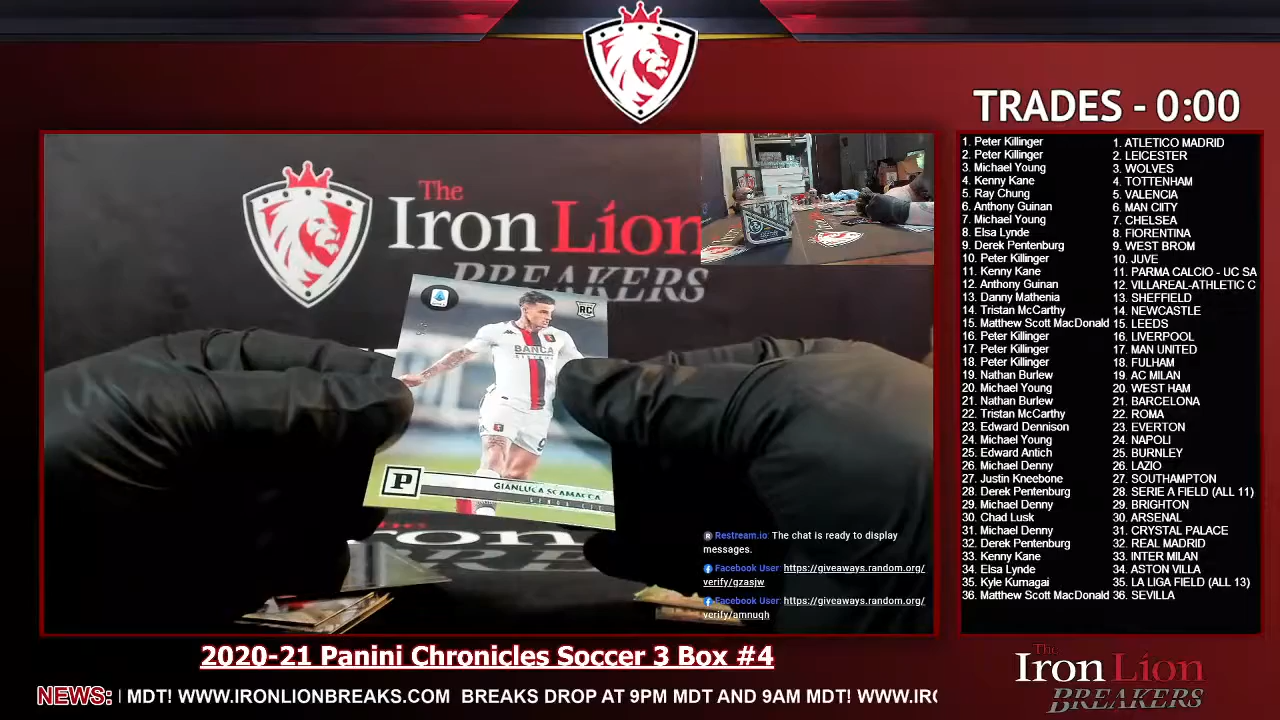 TRADES - 0:00
The
Iron Lion
BREAKERS
RC
BANCA
P
GIANLUCA SCAMACCA
Restream.io: The chat is ready to display
messages.
Facebook User: https://giveaways.random.org/
verify/gzasjw
Facebook User: https://giveaways.random.org/
verify/amnuqh
1. Peter Killinger 1. ATLETICO MADRID
2. Peter Killinger 2. LEICESTER
3. Michael Young 3. WOLVES
4. Kenny Kane 4. TOTTENHAM
5. Ray Chung 5. VALENCIA
6. Anthony Guinan 6. MAN CITY
7. Michael Young 7. CHELSEA
8. Elsa Lynde 8. FIORENTINA
9. Derek Pentenburg 9. WEST BROM
10. Peter Killinger 10. JUVE
11. Kenny Kane 11. PARMA CALCIO - UC SA
12. Anthony Guinan 12. VILLAREAL-ATHLETIC C
13. Danny Mathenia 13. SHEFFIELD
14. Tristan McCarthy 14. NEWCASTLE
15. Matthew Scott MacDonald 15. LEEDS
16. Peter Killinger 16. LIVERPOOL
17. Peter Killinger 17. MAN UNITED
18. Peter Killinger 18. FULHAM
19. Nathan Burlew 19. AC MILAN
20. Michael Young 20. WEST HAM
21. Nathan Burlew 21. BARCELONA
22. Tristan McCarthy 22. ROMA
23. Edward Dennison 23. EVERTON
24. Michael Young 24. NAPOLI
25. Edward Antich 25. BURNLEY
26. Michael Denny 26. LAZIO
27. Justin Kneebone 27. SOUTHAMPTON
28. Derek Pentenburg 28. SERIE A FIELD (ALL 11)
29. Michael Denny 29. BRIGHTON
30. Chad Lusk 30. ARSENAL
31. Michael Denny 31. CRYSTAL PALACE
32. Derek Pentenburg 32. REAL MADRID
33. Kenny Kane 33. INTER MILAN
34. Elsa Lynde 34. ASTON VILLA
35. Kyle Kumagai 35. LA LIGA FIELD (ALL 13)
36. Matthew Scott MacDonald 36. SEVILLA
2020-21 Panini Chronicles Soccer 3 Box #4
NEWS: MDT! WWW.IRONLIONBREAKS.COM BREAKS DROP AT 9PM MDT AND 9AM MDT! WWW.IRO
The
Iron Lion
BREAKERS